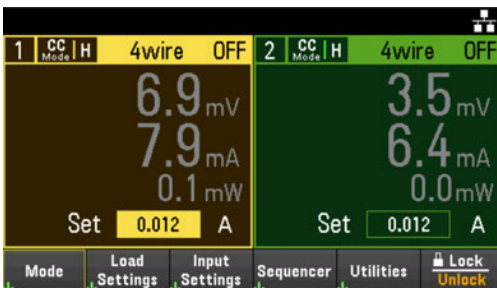 1 CC Mode H 4wire OFF
6.9 mV
7.9 mA
0.1 mW
Set 0.012 A
2 CC Mode H 4wire OFF
3.5 mV
6.4 mA
0.0 mW
Set 0.012 A
Mode
Load Settings
Input Settings
Sequencer
Utilities
Lock
Unlock